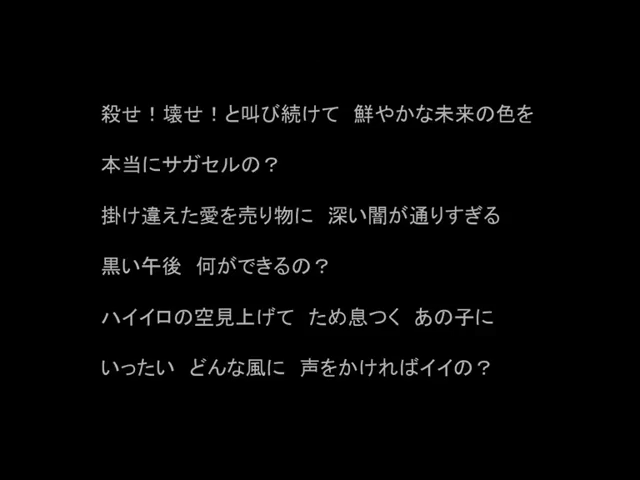 殺せ！壊せ！と叫び続けて　鮮やかな未来の色を
本当にサガセルの？
掛け違えた愛を売り物に　深い闇が通りすぎる
黒い午後　何ができるの？
ハイイロの空見上げて　ため息つく　あの子に
いったい　どんな風に　声をかければイイの？